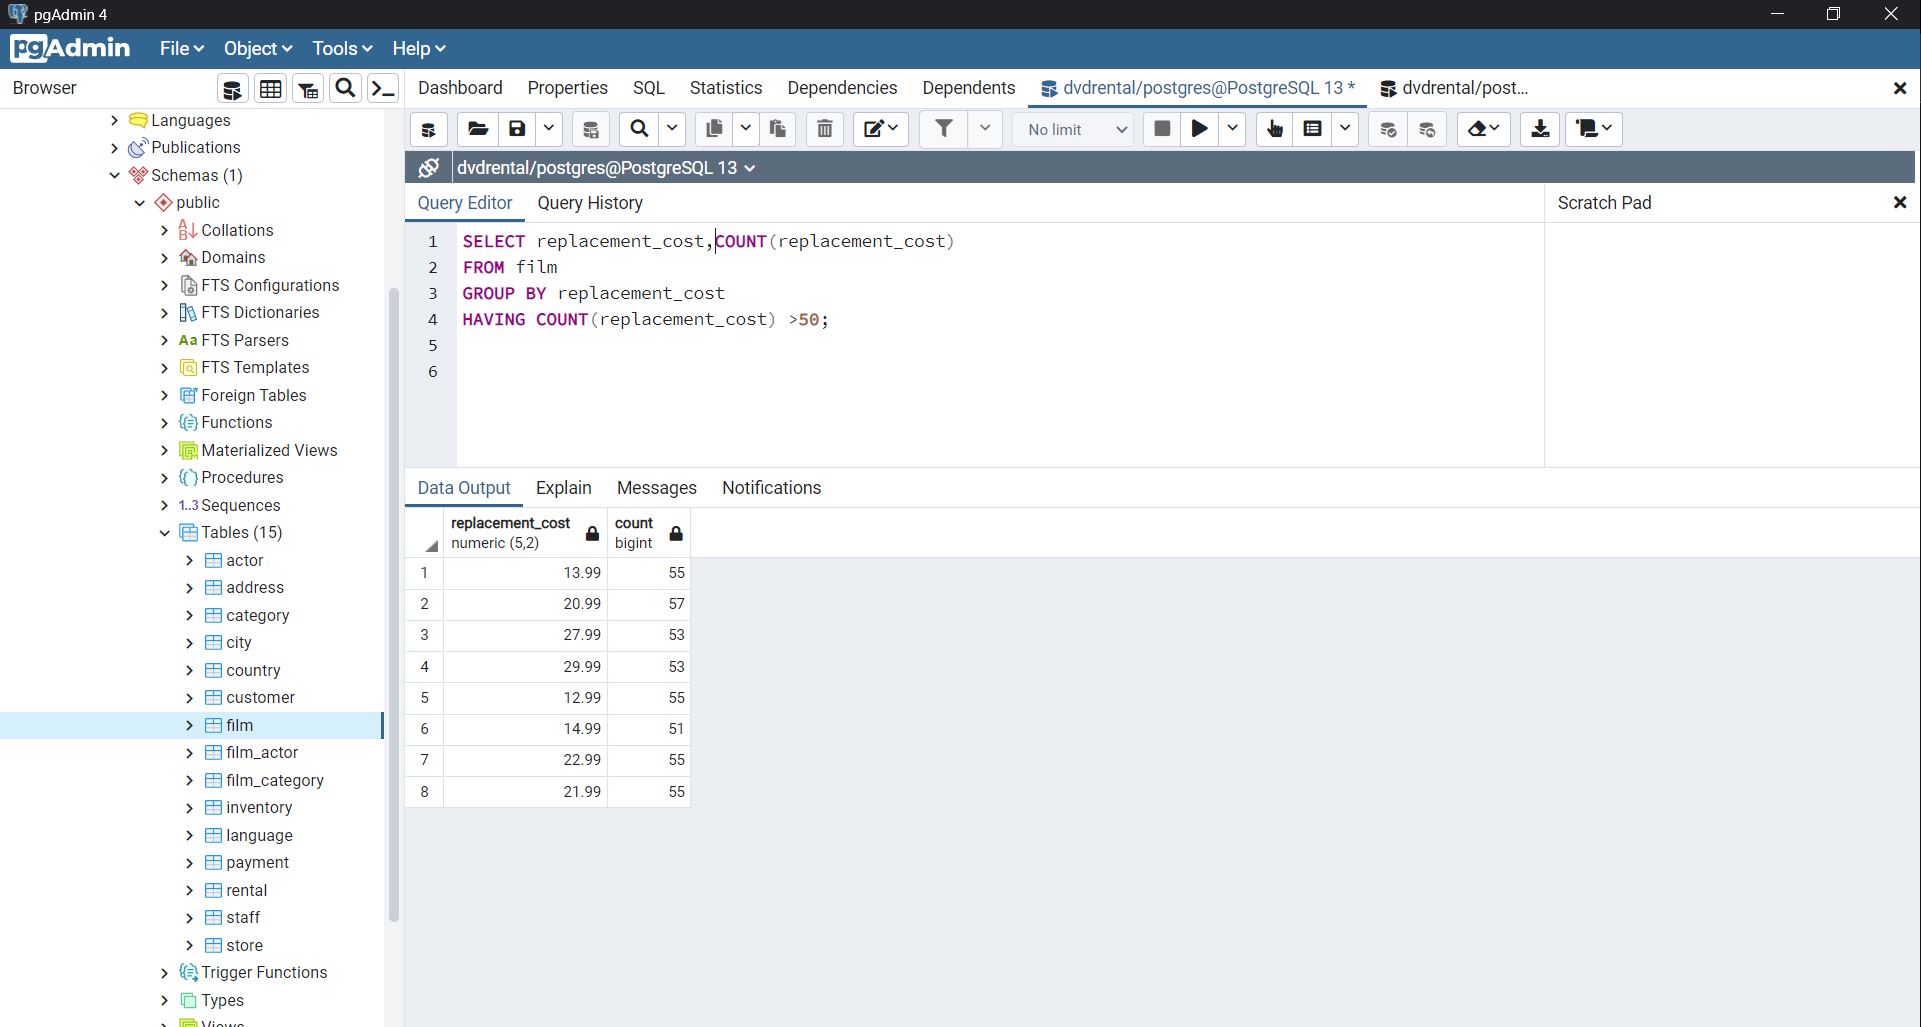 pgAdmin 4
pgAdmin File Object Tools Help
Browser
Dashboard Properties SQL Statistics Dependencies Dependents dvdrental/postgres@PostgreSQL 13 * dvdrental/post...
No limit
dvdrental/postgres@PostgreSQL 13
Query Editor Query History
Scratch Pad
1 SELECT replacement_cost,COUNT(replacement_cost)
2 FROM film
3 GROUP BY replacement_cost
4 HAVING COUNT(replacement_cost) >50;
5
6
Data Output Explain Messages Notifications
replacement_cost count
numeric (5,2) bigint
1 13.99 55
2 20.99 57
3 27.99 53
4 29.99 53
5 12.99 55
6 14.99 51
7 22.99 55
8 21.99 55
Languages
Publications
Schemas (1)
public
Collations
Domains
FTS Configurations
FTS Dictionaries
Aa FTS Parsers
FTS Templates
Foreign Tables
Functions
Materialized Views
Procedures
1..3 Sequences
Tables (15)
actor
address
category
city
country
customer
film
film_actor
film_category
inventory
language
payment
rental
staff
store
Trigger Functions
Types
Views